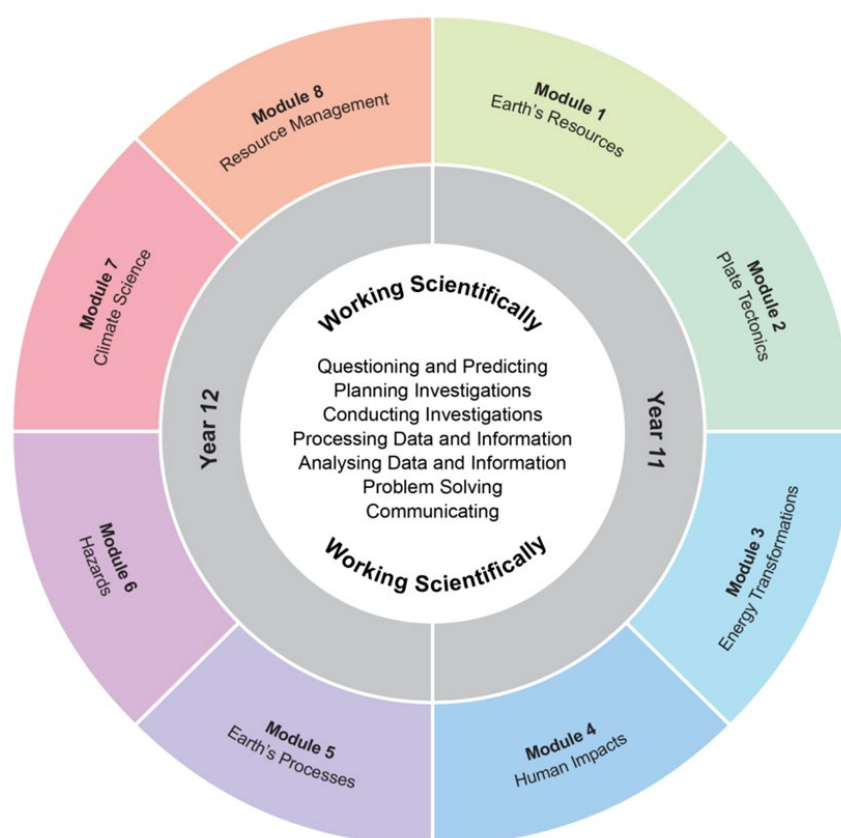 Module 8
Resource Management
Module 1
Earth's Resources
Module 7
Climate Science
Module 2
Plate Tectonics
Working Scientifically
Questioning and Predicting
Planning Investigations
Conducting Investigations
Processing Data and Information
Analysing Data and Information
Problem Solving
Communicating
Working Scientifically
Year 12
Year 11
Module 6
Hazards
Module 3
Energy Transformations
Module 5
Earth's Processes
Module 4
Human Impacts